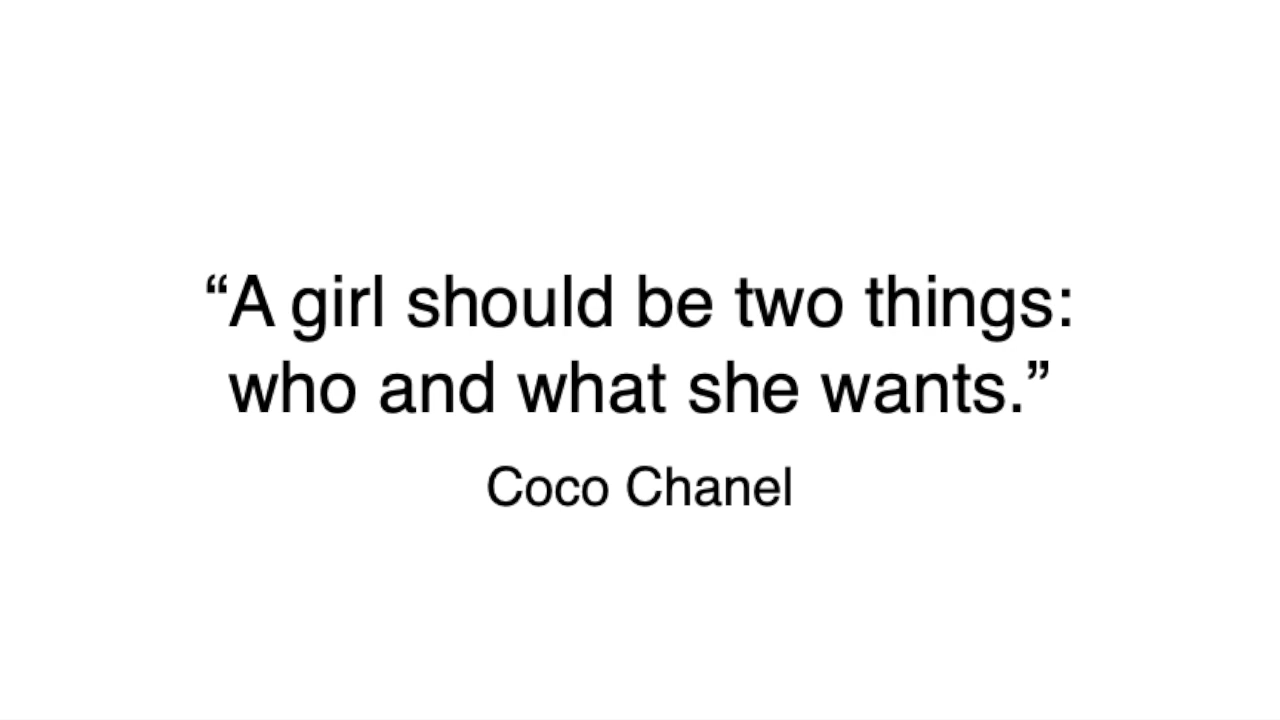 “A girl should be two things:
who and what she wants.”
Coco Chanel